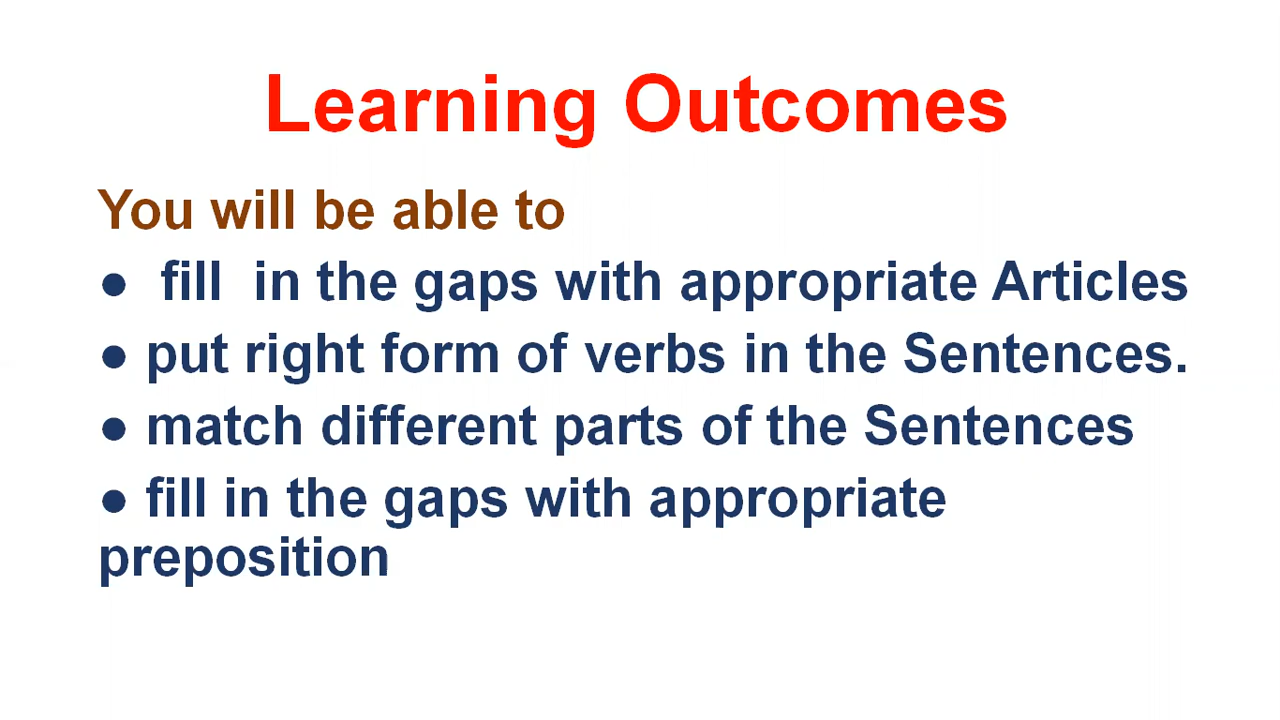 Learning Outcomes
You will be able to
● fill in the gaps with appropriate Articles
● put right form of verbs in the Sentences.
● match different parts of the Sentences
● fill in the gaps with appropriate
preposition